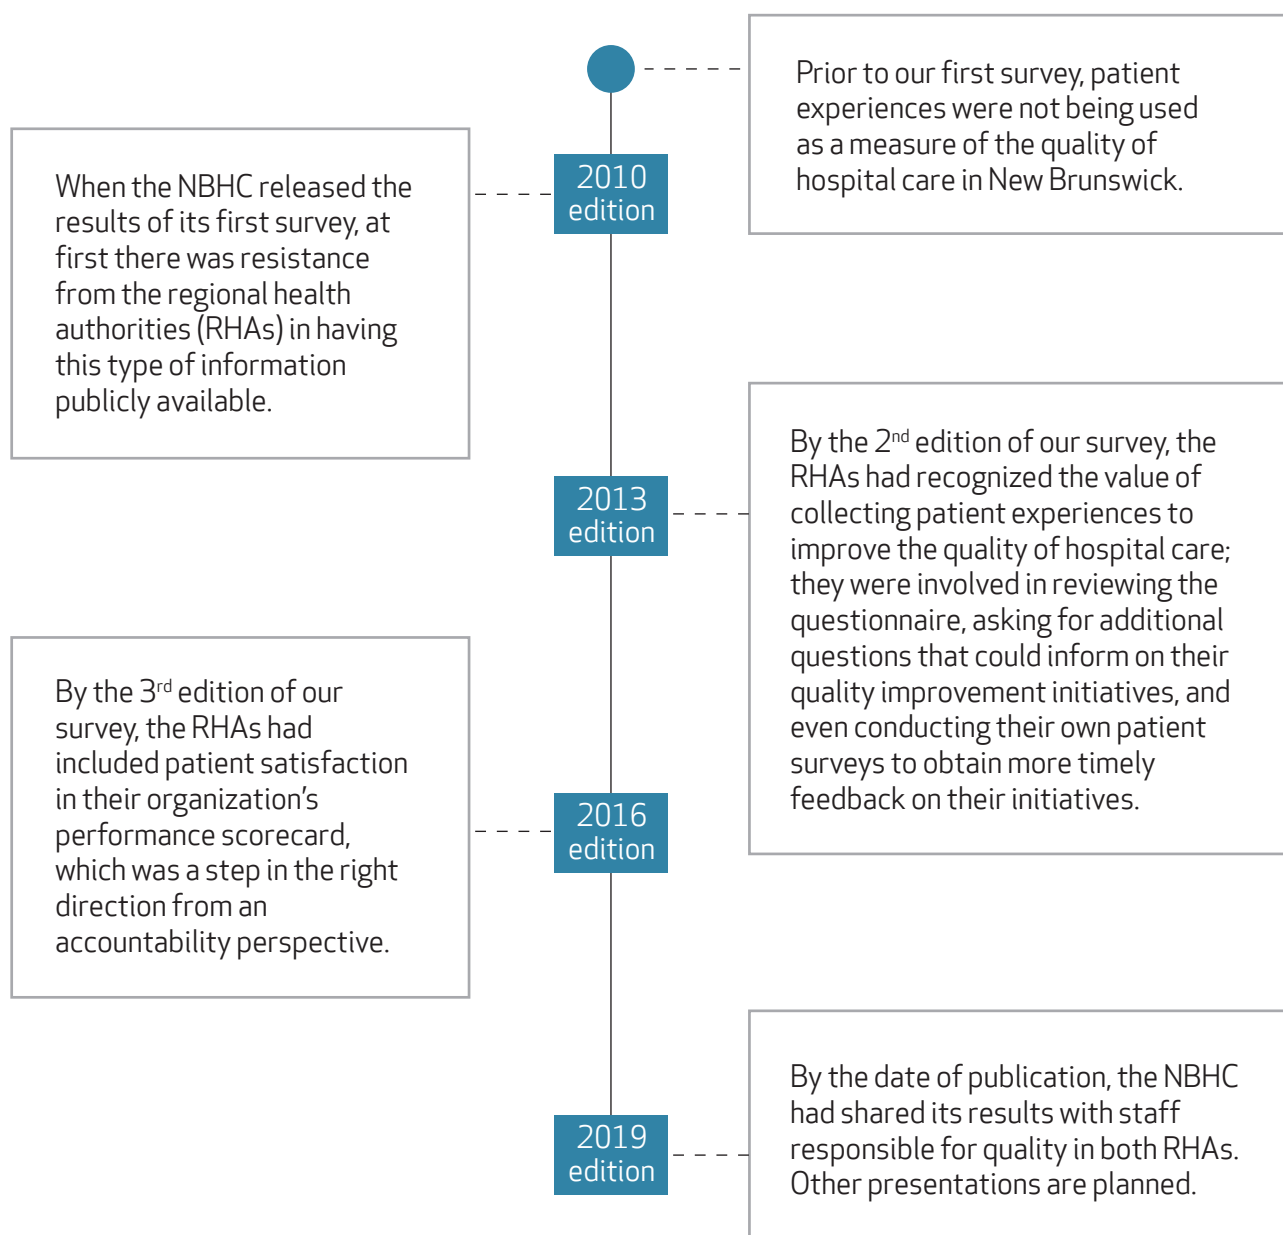 Prior to our first survey, patient
experiences were not being used
as a measure of the quality of
hospital care in New Brunswick.
2010
edition
When the NBHC released the
results of its first survey, at
first there was resistance
from the regional health
authorities (RHAs) in having
this type of information
publicly available.
2013
edition
By the 2nd edition of our survey, the
RHAs had recognized the value of
collecting patient experiences to
improve the quality of hospital care;
they were involved in reviewing the
questionnaire, asking for additional
questions that could inform on their
quality improvement initiatives, and
even conducting their own patient
surveys to obtain more timely
feedback on their initiatives.
2016
edition
By the 3rd edition of our
survey, the RHAs had
included patient satisfaction
in their organization's
performance scorecard,
which was a step in the right
direction from an
accountability perspective.
2019
edition
By the date of publication, the NBHC
had shared its results with staff
responsible for quality in both RHAs.
Other presentations are planned.